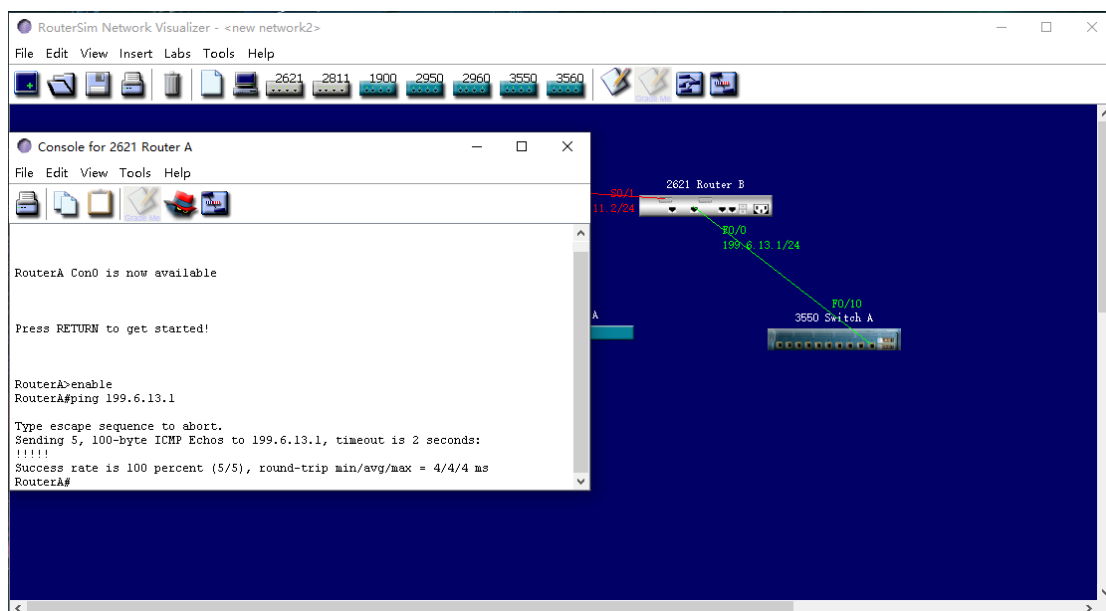 RouterSim Network Visualizer - <new network2>
File Edit View Insert Labs Tools Help
2621 2811 1900 2950 2960 3550 3560
Grade Me
Console for 2621 Router A
File Edit View Tools Help
Grade Me
RouterA Con0 is now available
Press RETURN to get started!
RouterA>enable
RouterA#ping 199.6.13.1
Type escape sequence to abort.
Sending 5, 100-byte ICMP Echos to 199.6.13.1, timeout is 2 seconds:
!!!!!
Success rate is 100 percent (5/5), round-trip min/avg/max = 4/4/4 ms
RouterA#
2621 Router B
F0/1
11.2/24
F0/0
199.6.13.1/24
F0/10
3550 Switch A
A